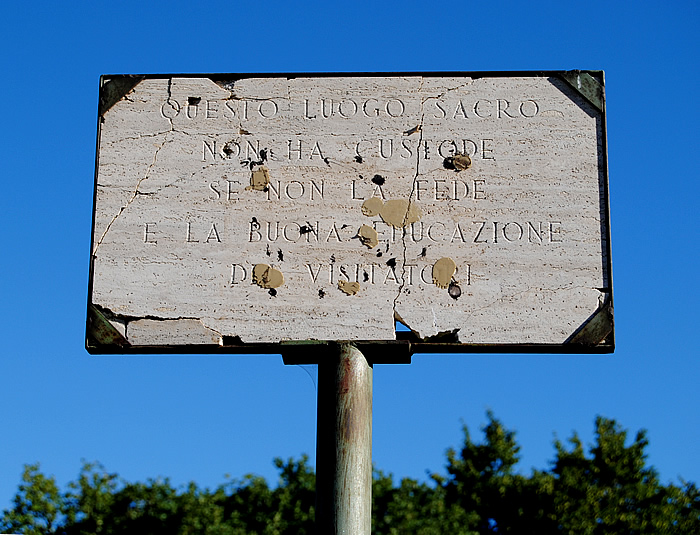 QUESTO LUOGO SACRO
NON HA CUSTODE
SE NON LA FEDE
E LA BUONA EDUCAZIONE
DEI VISITATORI